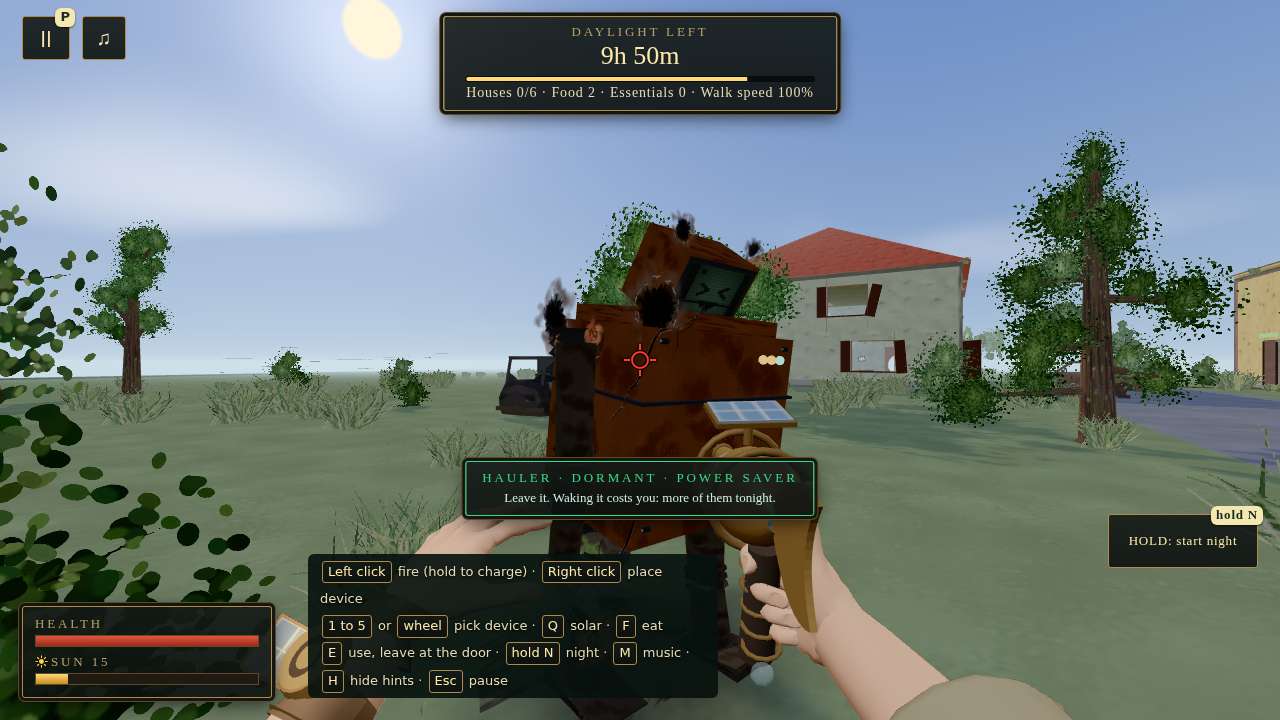 P
DAYLIGHT LEFT
9h 50m
Houses 0/6 · Food 2 · Essentials 0 · Walk speed 100%
HAULER · DORMANT · POWER SAVER
Leave it. Waking it costs you: more of them tonight.
hold N
HOLD: start night
Left click fire (hold to charge) · Right click place
device
1 to 5 or wheel pick device · Q solar · F eat
E use, leave at the door · hold N night · M music ·
H hide hints · Esc pause
HEALTH
SUN 15